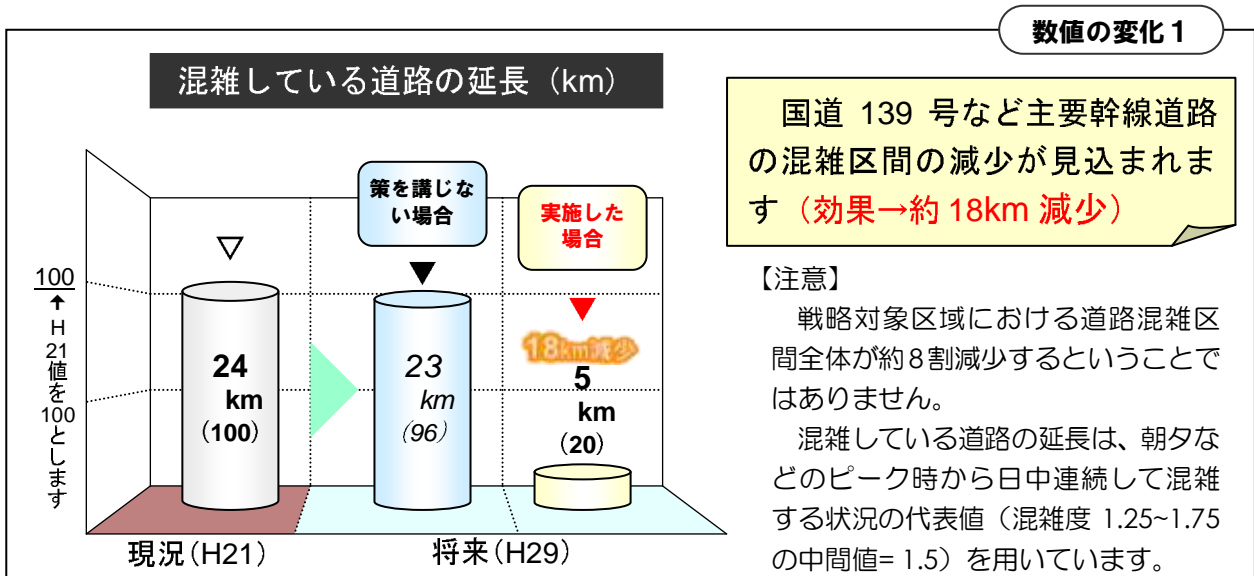 数値の変化1
混雑している道路の延長（km）
国道 139 号など主要幹線道路
の混雑区間の減少が見込まれま
す（効果→約 18km 減少）
策を講じな
い場合
実施した
場合
▽
▼
▼
100
↑H21値を100とします
24
km
（100）
23
km
（96）
18km減少
5
km
（20）
現況（H21）
将来（H29）
【注意】
戦略対象区域における道路混雑区
間全体が約８割減少するということで
はありません。
混雑している道路の延長は、朝夕な
どのピーク時から日中連続して混雑
する状況の代表値（混雑度 1.25~1.75
の中間値= 1.5）を用いています。